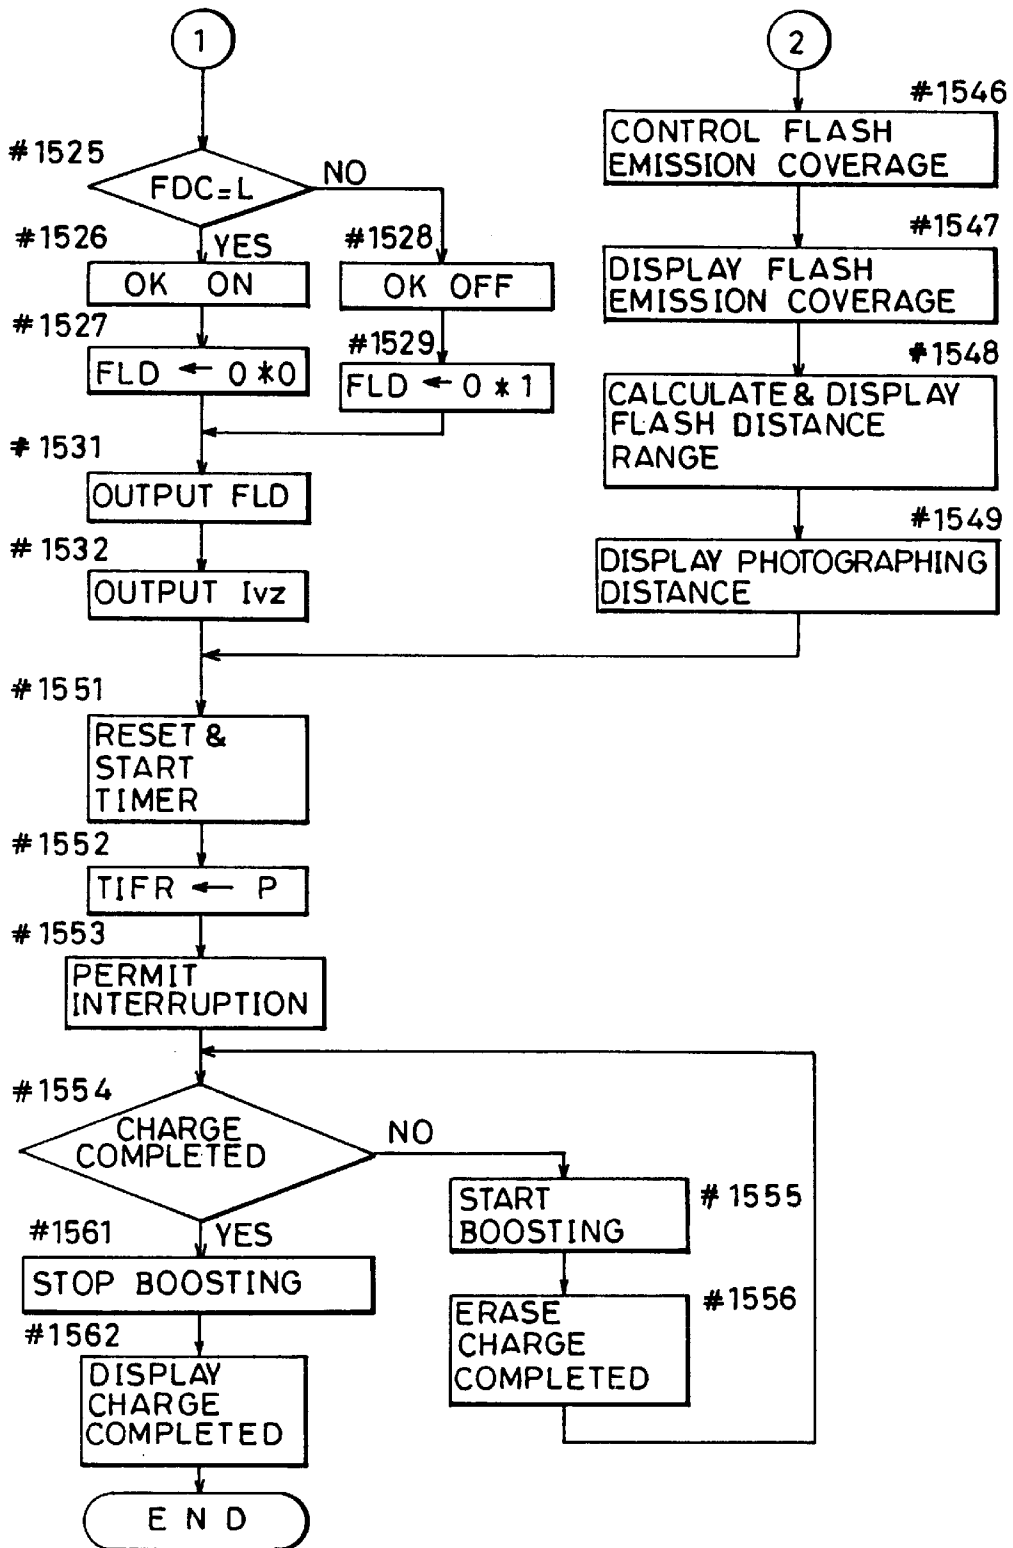 1
#1525
FDC=L
NO
#1526
YES
OK ON
#1528
OK OFF
#1527
FLD ← 0*0
#1529
FLD ← 0*1
#1531
OUTPUT FLD
#1532
OUTPUT Ivz
2
#1546
CONTROL FLASH
EMISSION COVERAGE
#1547
DISPLAY FLASH
EMISSION COVERAGE
#1548
CALCULATE & DISPLAY
FLASH DISTANCE
RANGE
#1549
DISPLAY PHOTOGRAPHING
DISTANCE
#1551
RESET &
START
TIMER
#1552
TIFR ← P
#1553
PERMIT
INTERRUPTION
#1554
CHARGE
COMPLETED
NO
#1555
START
BOOSTING
#1556
ERASE
CHARGE
COMPLETED
YES
#1561
STOP BOOSTING
#1562
DISPLAY
CHARGE
COMPLETED
END